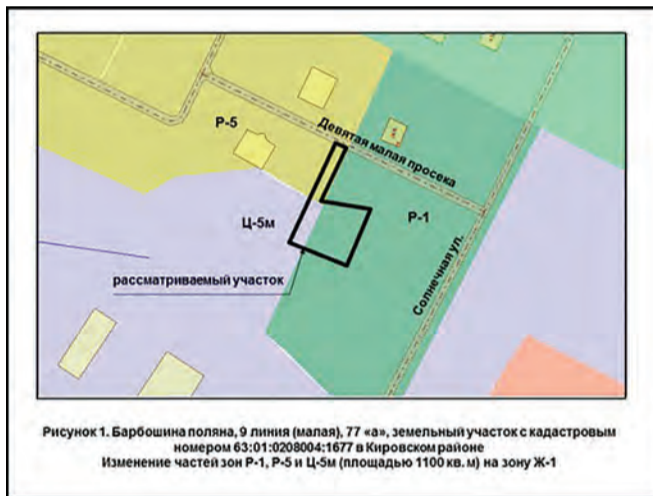 Р-5
Девятая малая просека
Р-1
Ц-5м
Солнечная ул.
рассматриваемый участок
Рисунок 1. Барбошина поляна, 9 линия (малая), 77 «а», земельный участок с кадастровым
номером 63:01:0208004:1677 в Кировском районе
Изменение частей зон Р-1, Р-5 и Ц-5м (площадью 1100 кв. м) на зону Ж-1